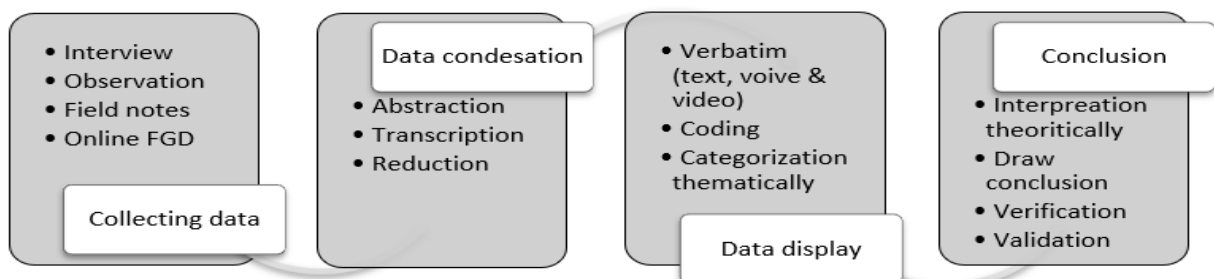 • Interview
• Observation
• Field notes
• Online FGD
Collecting data
Data condesation
• Abstraction
• Transcription
• Reduction
• Verbatim
(text, voive &
video)
• Coding
• Categorization
thematically
Data display
Conclusion
• Interpreation
theoritically
• Draw
conclusion
• Verification
• Validation